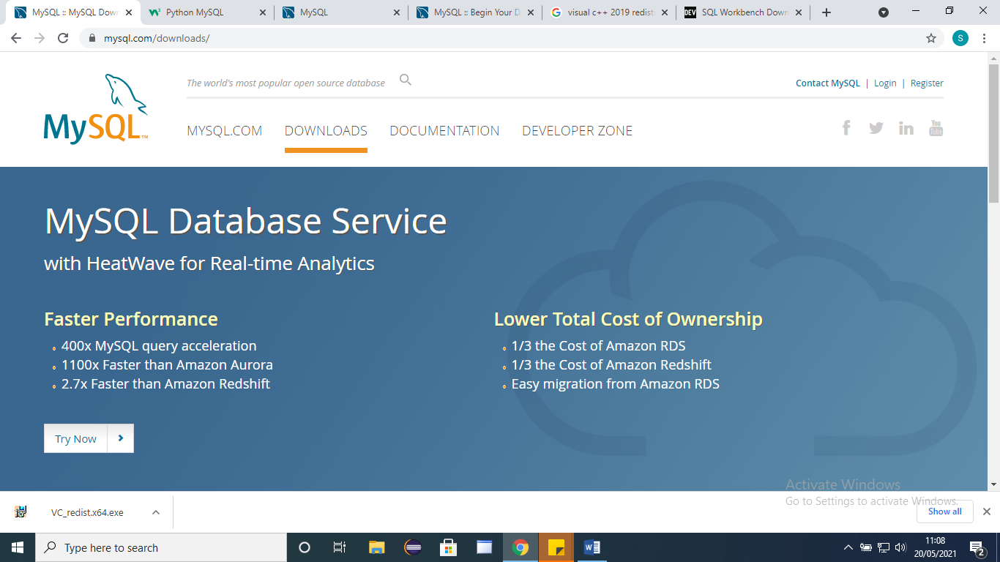 MySQL :: MySQL Down
Python MySQL
MySQL
MySQL :: Begin Your D
visual c++ 2019 redist
DEV
SQL Workbench Down
mysql.com/downloads/
S
MySQL™
The world's most popular open source database
Contact MySQL | Login | Register
MYSQL.COM DOWNLOADS DOCUMENTATION DEVELOPER ZONE
You Tube
MySQL Database Service
with HeatWave for Real-time Analytics
Faster Performance
400x MySQL query acceleration
1100x Faster than Amazon Aurora
2.7x Faster than Amazon Redshift
Lower Total Cost of Ownership
1/3 the Cost of Amazon RDS
1/3 the Cost of Amazon Redshift
Easy migration from Amazon RDS
Try Now
Activate Windows
Go to Settings to activate Windows.
VC_redist.x64.exe
Show all
Type here to search
11:08
20/05/2021
2